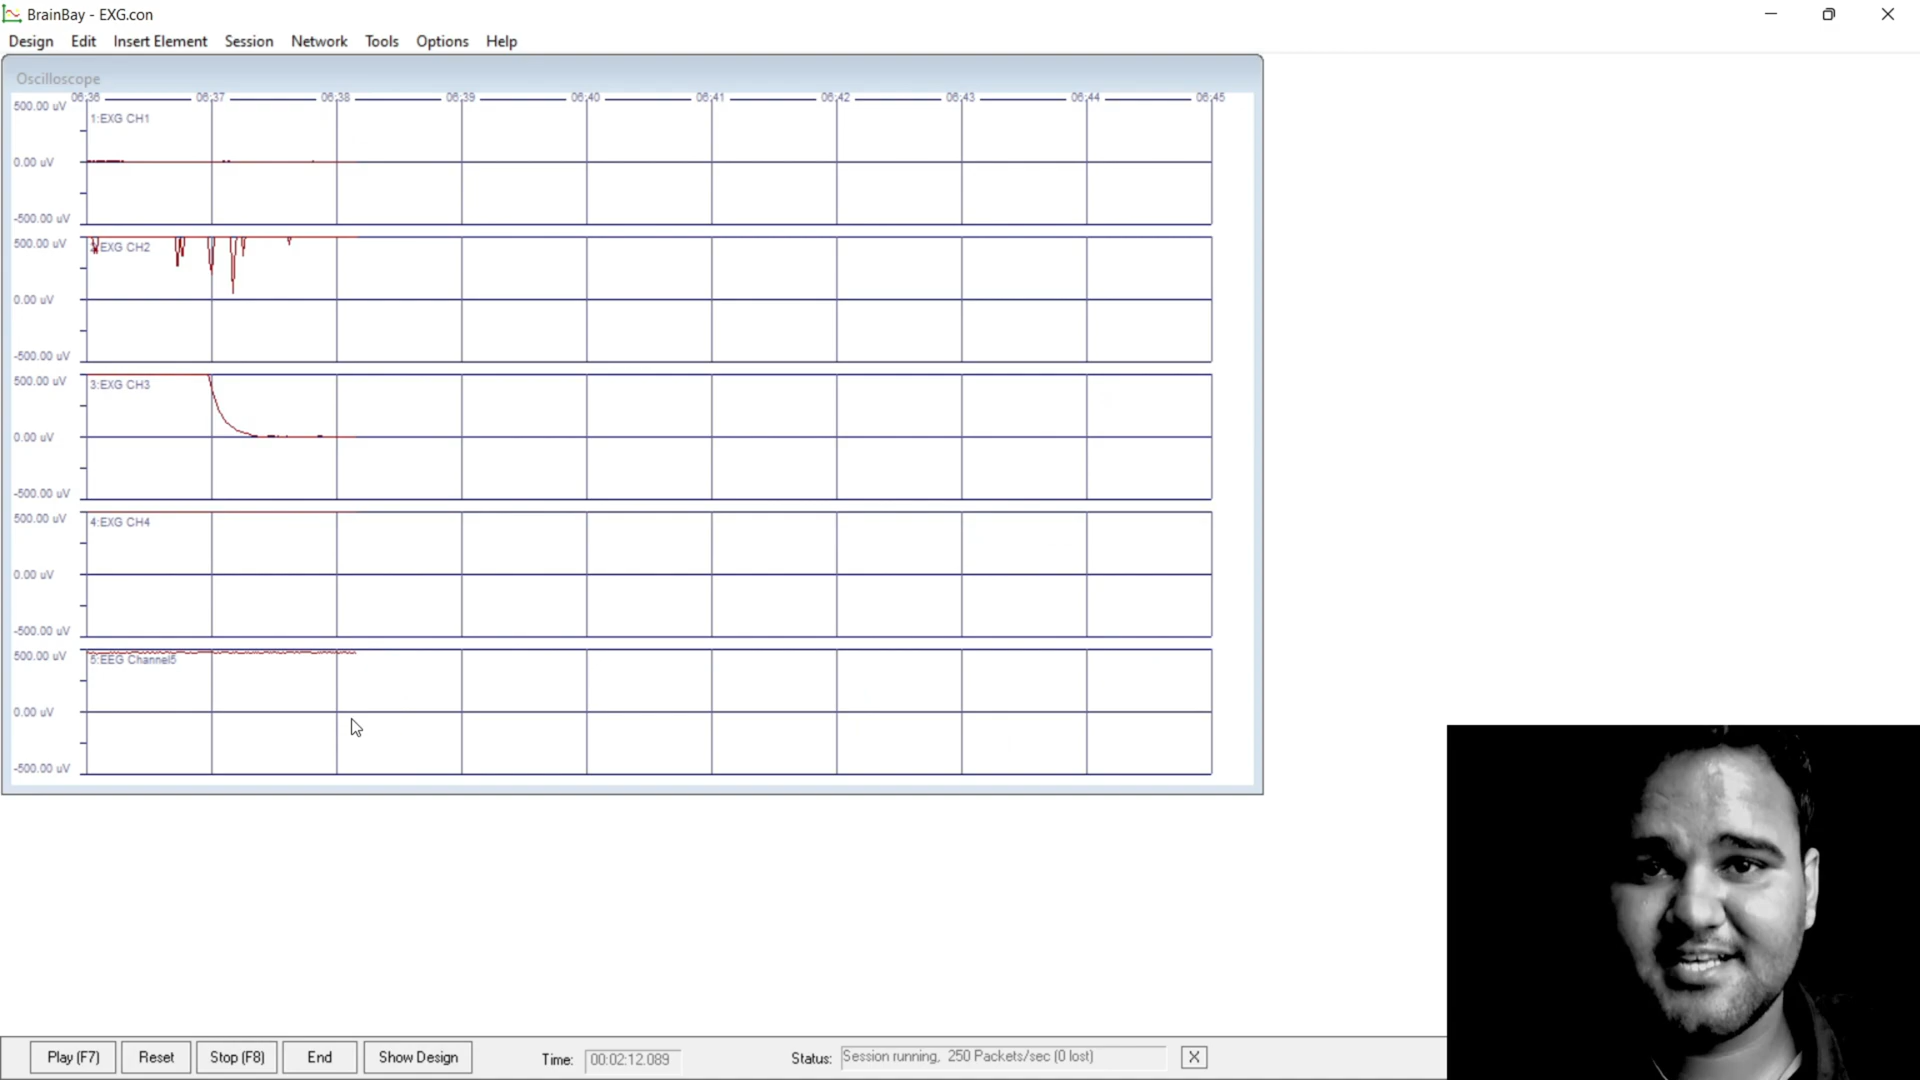 BrainBay - EXG.con
Design Edit Insert Element Session Network Tools Options Help
Oscilloscope
06:36 06:37 06:38 06:39 06:40 06:41 06:42 06:43 06:44 06:45
500.00 uV
1:EXG CH1
0.00 uV
-500.00 uV
500.00 uV
EXG CH2
0.00 uV
-500.00 uV
500.00 uV
3:EXG CH3
0.00 uV
-500.00 uV
500.00 uV
4:EXG CH4
0.00 uV
-500.00 uV
500.00 uV
5:EEG Channel5
0.00 uV
-500.00 uV
Play (F7) Reset Stop (F8) End Show Design Time: 00:02:12.089 Status: Session running, 250 Packets/sec (0 lost) X